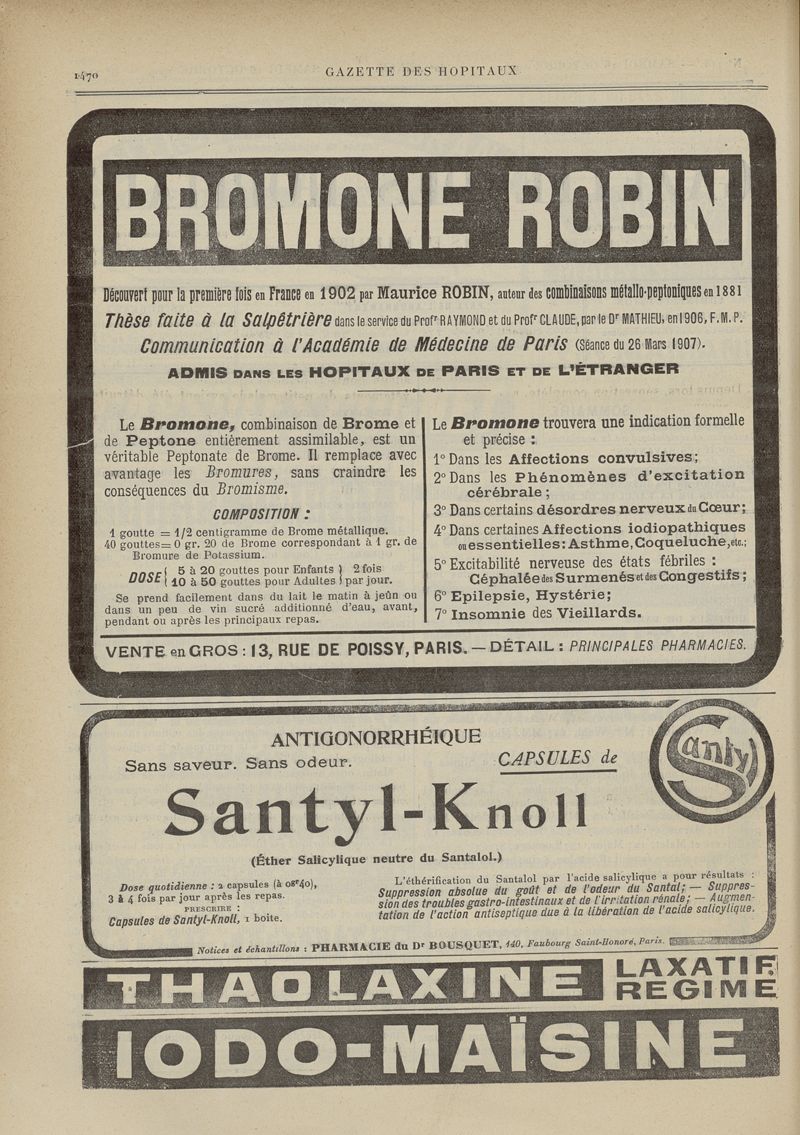 1470
GAZETTE DES HOPITAUX
BROMONE ROBIN
Découvert pour la première fois en France en 1902 par Maurice ROBIN, auteur des combinaisons métallo-peptoniques en 1881
Thèse faite à la Salpêtrière dans le service du Profr RAYMOND et du Profr CLAUDE, par le Dr MATHIEU, en 1906, F. M. P.
Communication à l'Académie de Médecine de Paris (Séance du 26 Mars 1907).
ADMIS DANS LES HOPITAUX DE PARIS ET DE L'ÉTRANGER
Le Bromone, combinaison de Brome et
de Peptone entièrement assimilable, est un
véritable Peptonate de Brome. Il remplace avec
avantage les Bromures, sans craindre les
conséquences du Bromisme.
COMPOSITION :
1 goutte = 1/2 centigramme de Brome métallique.
40 gouttes = 0 gr. 20 de Brome correspondant à 1 gr. de
Bromure de Potassium.
DOSE { 5 à 20 gouttes pour Enfants } 2 fois
{ 10 à 50 gouttes pour Adultes } par jour.
Se prend facilement dans du lait le matin à jeûn ou
dans un peu de vin sucré additionné d'eau, avant,
pendant ou après les principaux repas.
Le Bromone trouvera une indication formelle
et précise :
1° Dans les Affections convulsives;
2° Dans les Phénomènes d'excitation
cérébrale;
3° Dans certains désordres nerveux du Cœur;
4° Dans certaines Affections iodiopathiques
ou essentielles: Asthme, Coqueluche, etc.;
5° Excitabilité nerveuse des états fébriles :
Céphalée des Surmenés et des Congestifs;
6° Epilepsie, Hystérie;
7° Insomnie des Vieillards.
VENTE en GROS : 13, RUE DE POISSY, PARIS. — DÉTAIL : PRINCIPALES PHARMACIES.
ANTIGONORRHÉIQUE
Sans saveur. Sans odeur.
CAPSULES de
Santyl
Santyl-Knoll
(Éther Salicylique neutre du Santalol.)
Dose quotidienne : 2 capsules (à 0gr40),
3 à 4 fois par jour après les repas.
PRESCRIRE :
Capsules de Santyl-Knoll, 1 boite.
L'éthérification du Santalol par l'acide salicylique a pour résultats :
Suppression absolue du goût et de l'odeur du Santal; — Suppres-
sion des troubles gastro-intestinaux et de l'irritation rénale; — Augmen-
tation de l'action antiseptique due à la libération de l'acide salicylique.
Notices et échantillons : PHARMACIE du Dr BOUSQUET, 140, Faubourg Saint-Honoré, Paris.
THAOLAXINE
LAXATIF
REGIME
IODO-MAÏSINE